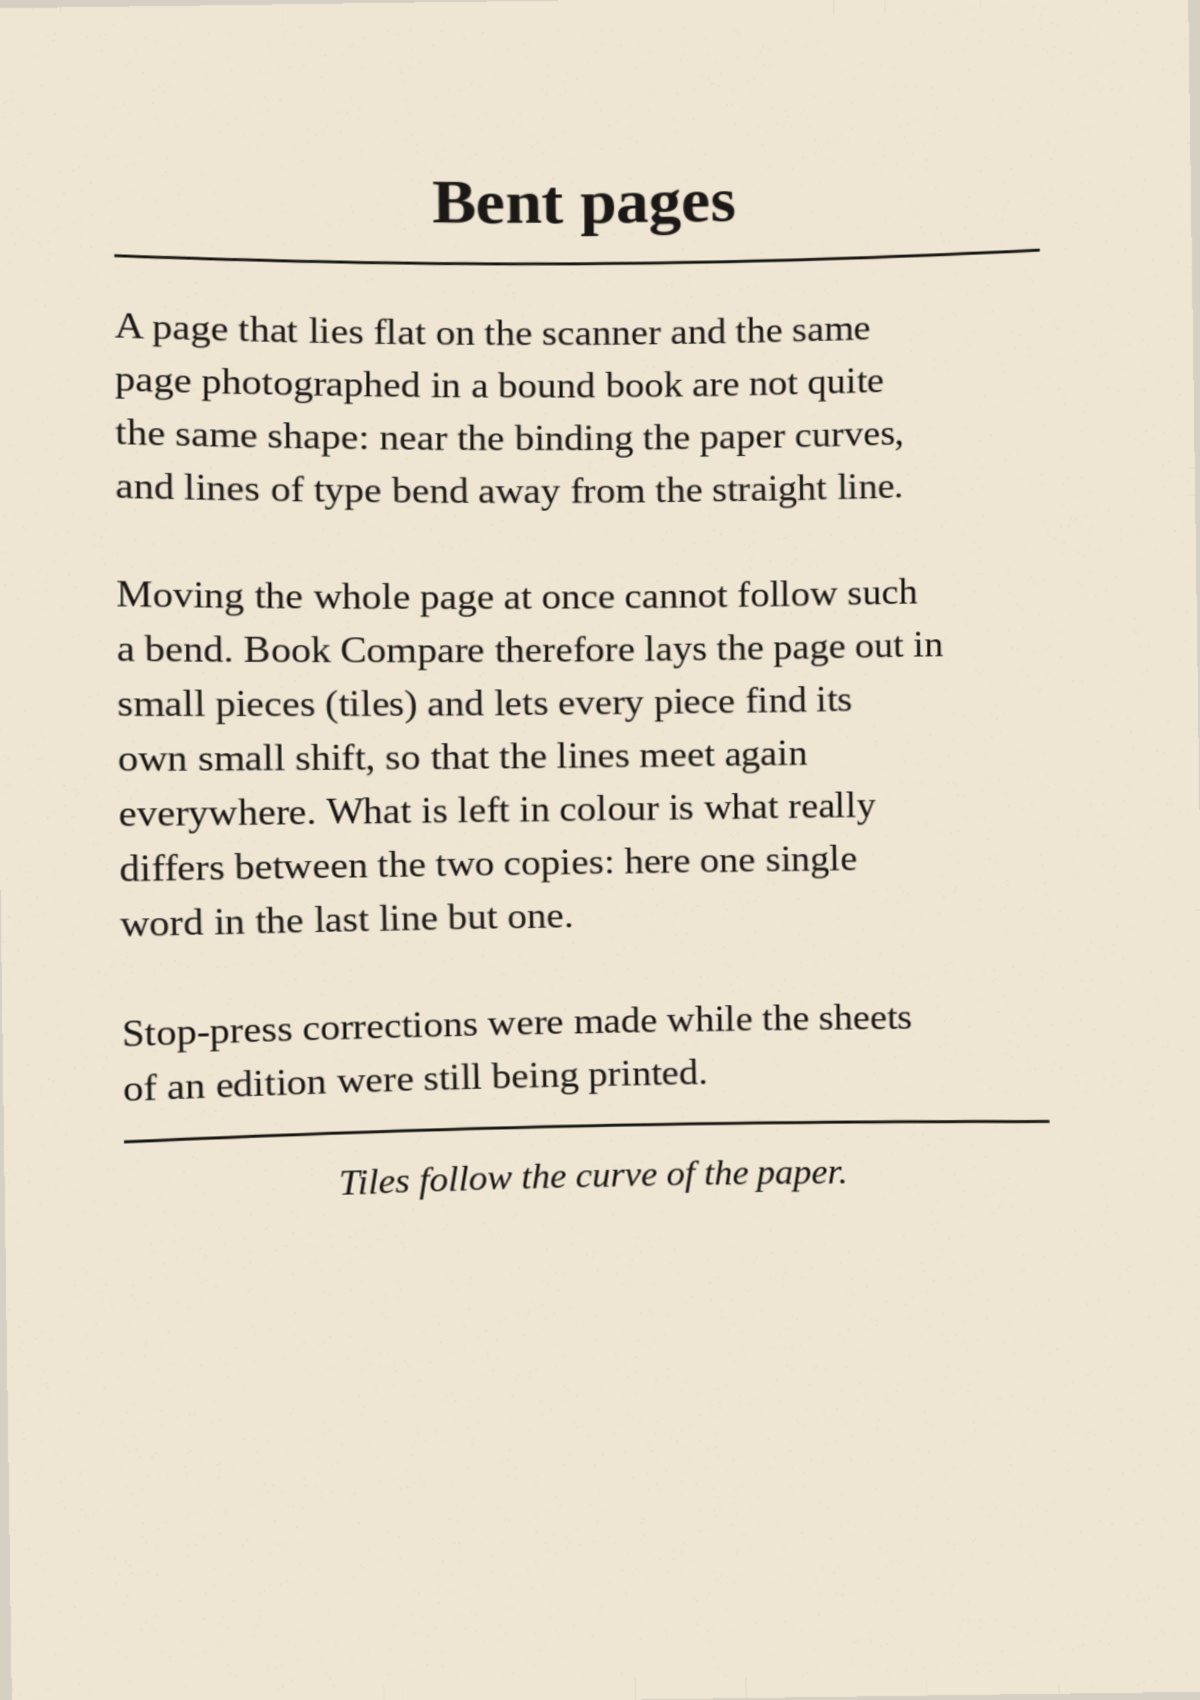 Bent pages
A page that lies flat on the scanner and the same
page photographed in a bound book are not quite
the same shape: near the binding the paper curves,
and lines of type bend away from the straight line.
Moving the whole page at once cannot follow such
a bend. Book Compare therefore lays the page out in
small pieces (tiles) and lets every piece find its
own small shift, so that the lines meet again
everywhere. What is left in colour is what really
differs between the two copies: here one single
word in the last line but one.
Stop-press corrections were made while the sheets
of an edition were still being printed.
Tiles follow the curve of the paper.